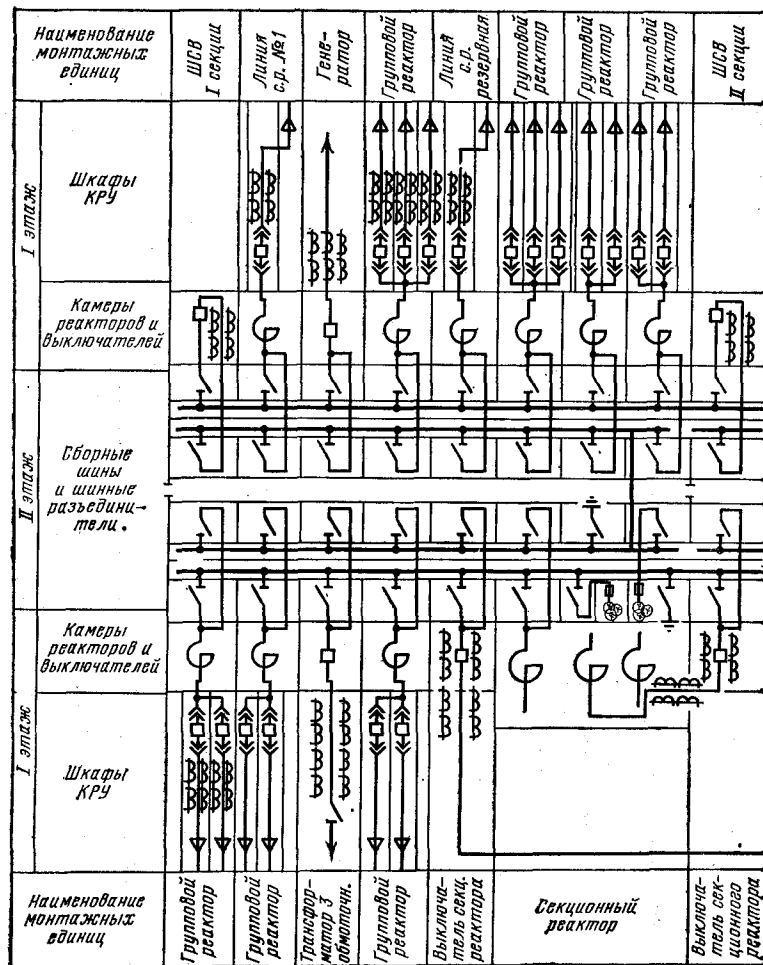 Наименование
монтажных
единиц
ШСВ
I секции
Линия
с.р. №1
Гене-
ратор
Групповой
реактор
Линия
с.р.
резервная
Групповой
реактор
Групповой
реактор
Групповой
реактор
ШСВ
II секции
I этаж
Шкафы
КРУ
Камеры
реакторов и
выключателей
II этаж
Сборные
шины
и шинные
разъедини-
тели.
I этаж
Камеры
реакторов и
выключателей
Шкафы
КРУ
Наименование
монтажных
единиц
Групповой
реактор
Групповой
реактор
Трансфор-
матор 3
обмоточн.
Групповой
реактор
Выключа-
тель секц.
реактора
Секционный
реактор
Выключа-
тель сек-
ционного
реактора